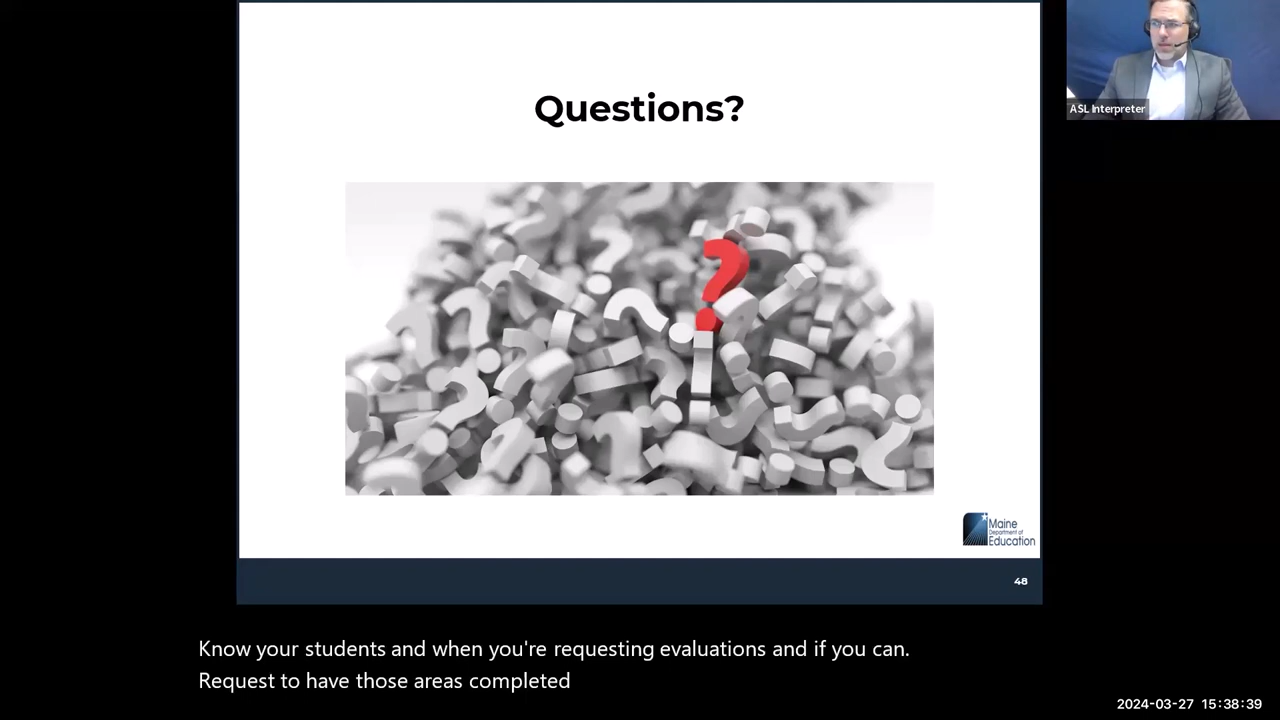 Questions?
ASL Interpreter
Maine
Department of
Education
48
Know your students and when you're requesting evaluations and if you can.
Request to have those areas completed
2024-03-27 15:38:39